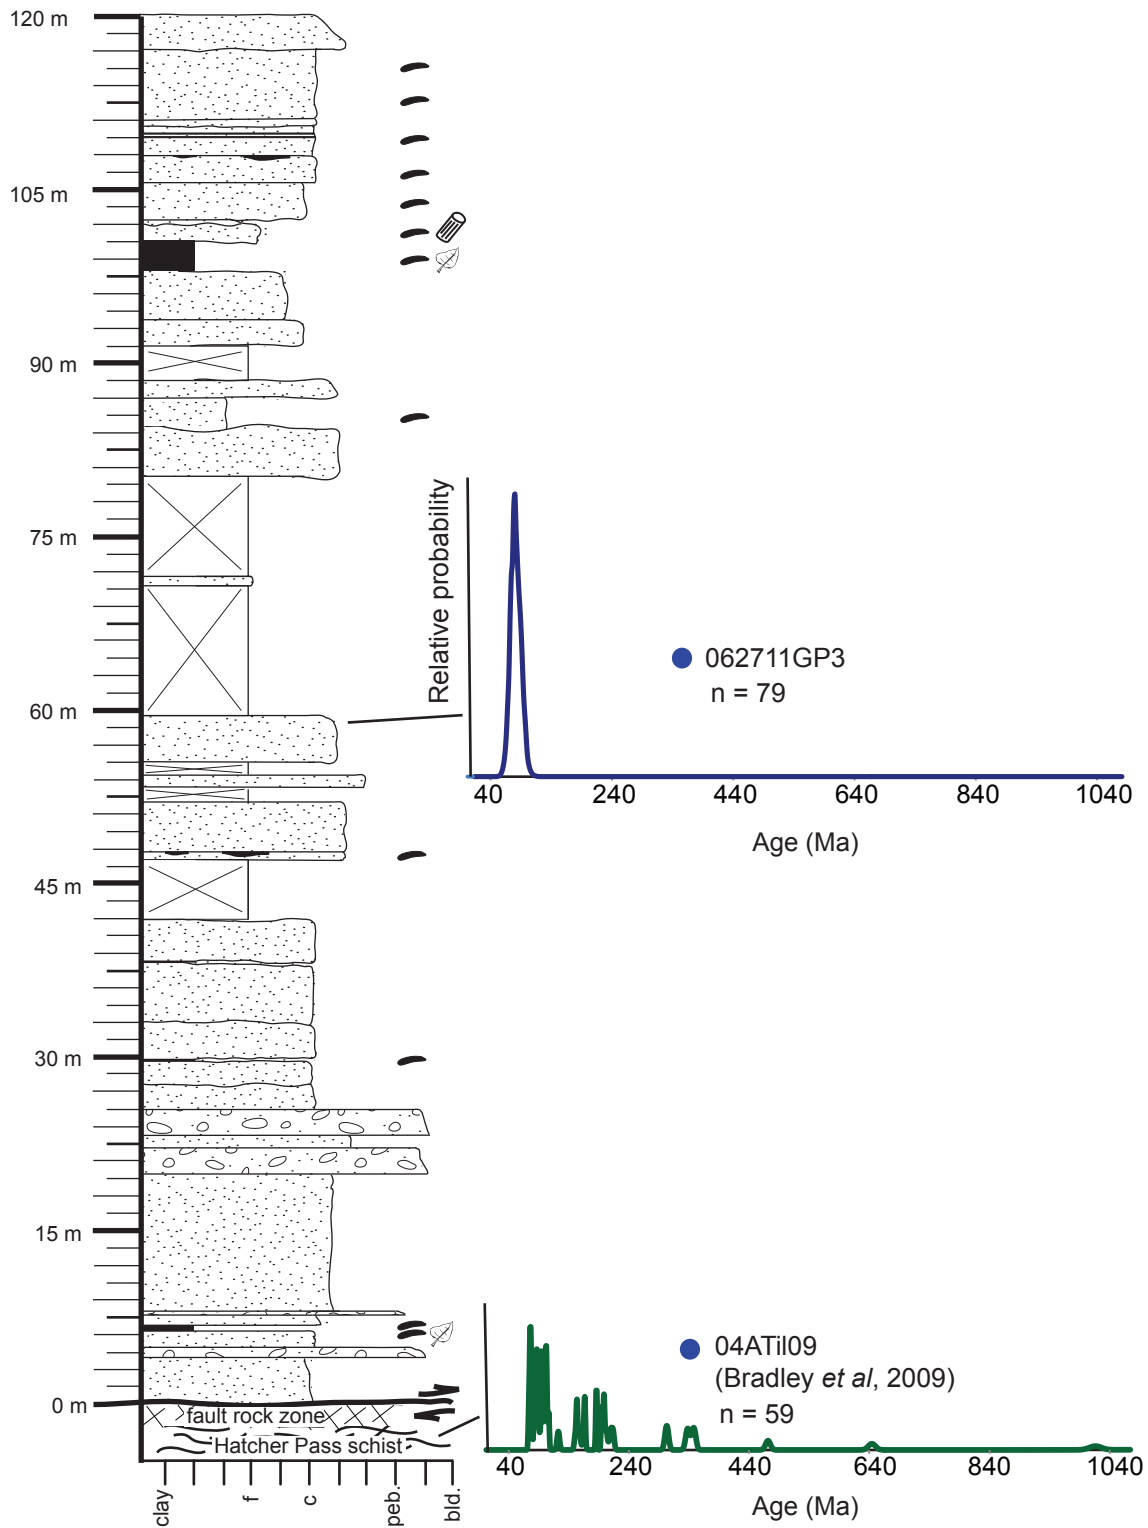 120 m
105 m
90 m
75 m
60 m
45 m
30 m
15 m
0 m
fault rock zone
Hatcher Pass schist
clay
f
c
peb.
bld.
Relative probability
062711GP3
n = 79
40 240 440 640 840 1040
Age (Ma)
04ATil09
(Bradley et al, 2009)
n = 59
40 240 440 640 840 1040
Age (Ma)